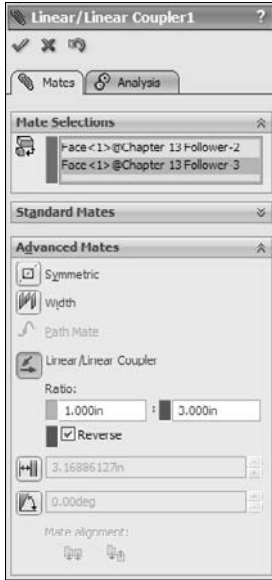 Linear/Linear Coupler1 ?
Mates Analysis
Mate Selections
Face<1>@Chapter 13 Follower-2
Face<1>@Chapter 13 Follower-3
Standard Mates
Advanced Mates
Symmetric
Width
Path Mate
Linear/Linear Coupler
Ratio:
1.000in : 3.000in
Reverse
3.16886127in
0.00deg
Mate alignment: